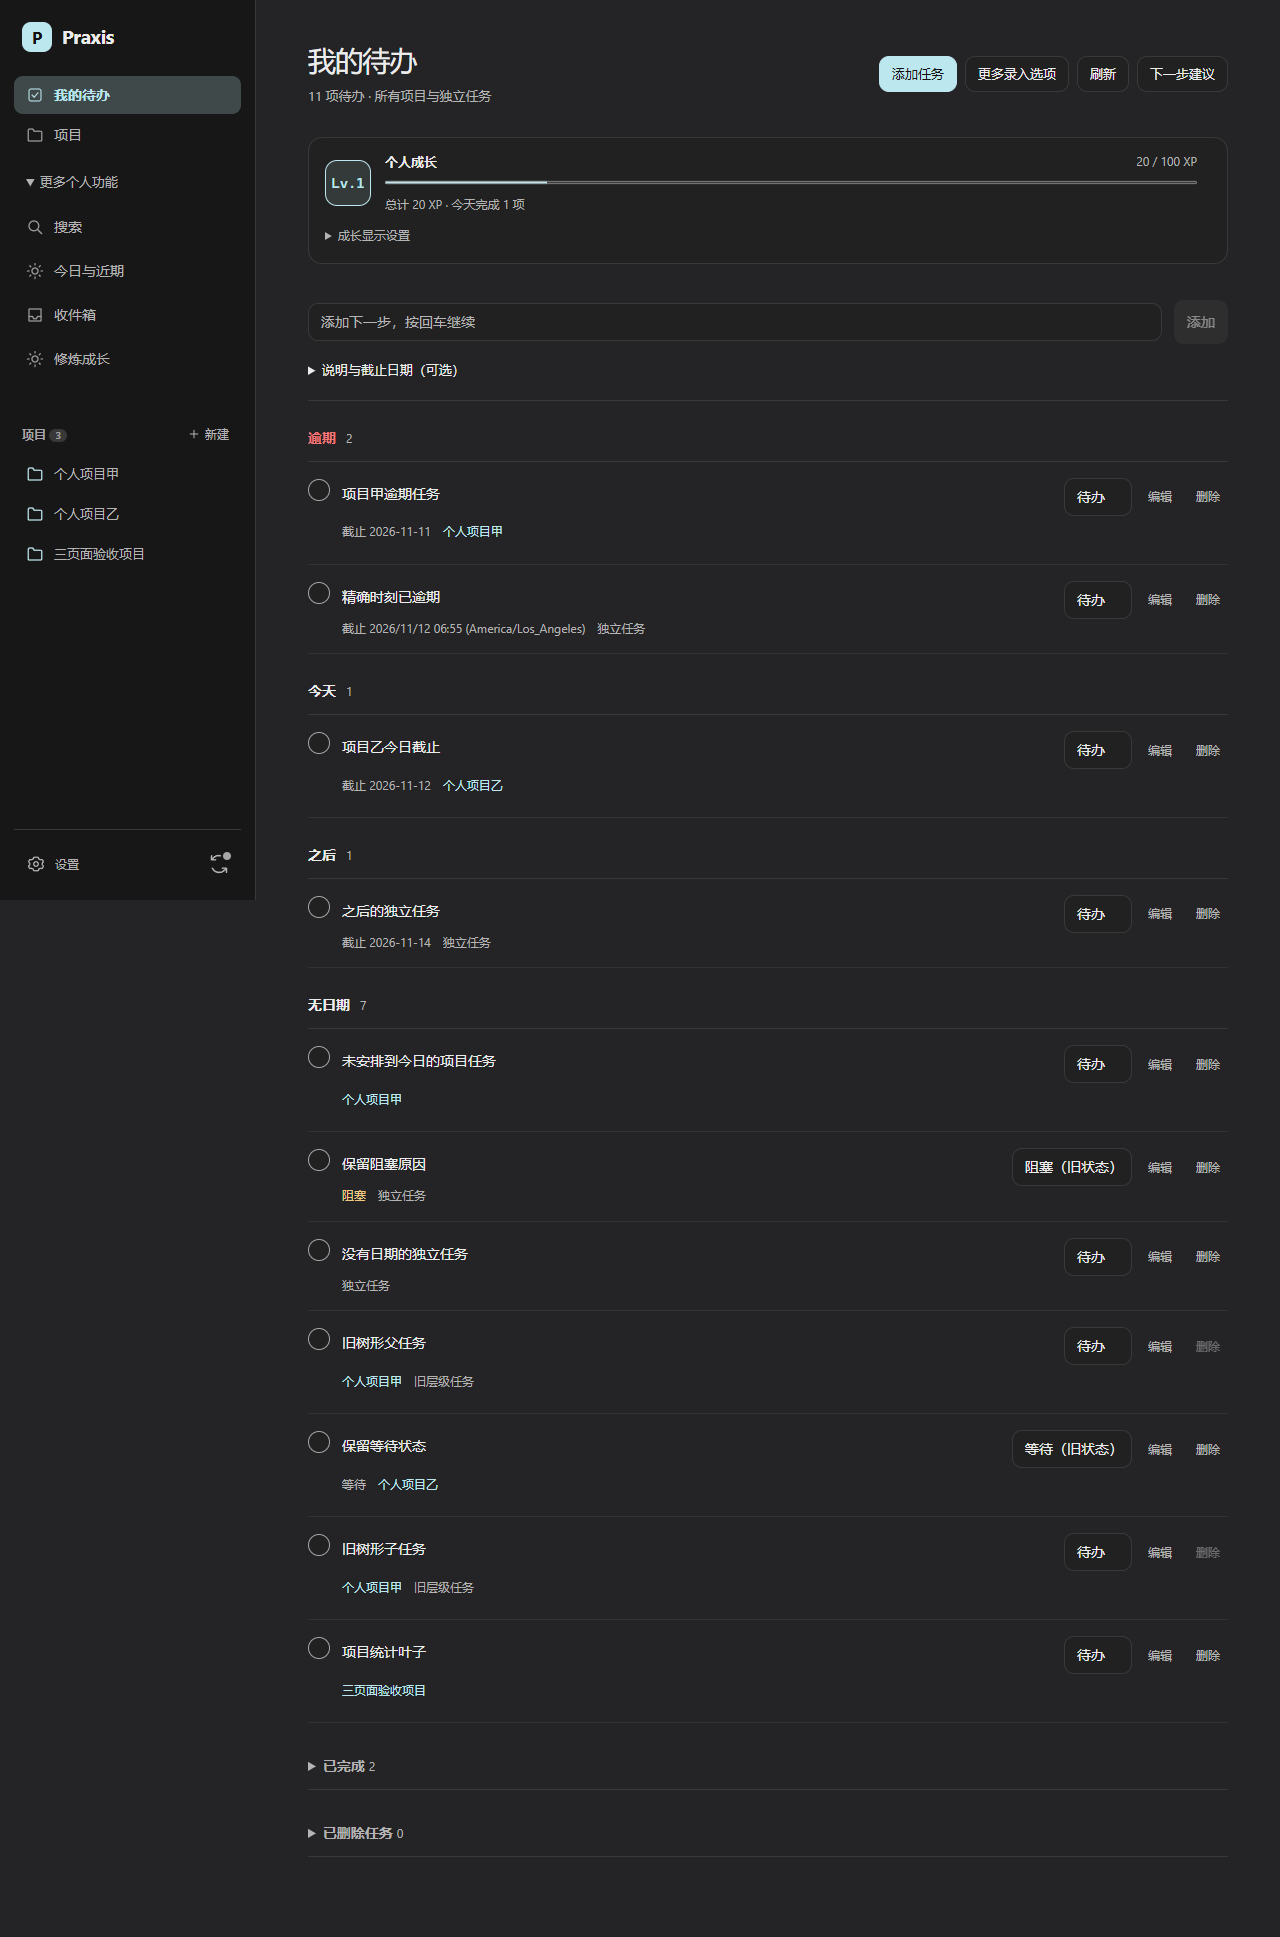 P Praxis
我的待办
项目
更多个人功能
搜索
今日与近期
收件箱
修炼成长
项目 3 + 新建
个人项目甲
个人项目乙
三页面验收项目
设置
我的待办
11 项待办 · 所有项目与独立任务
添加任务 更多录入选项 刷新 下一步建议
Lv.1 个人成长 20 / 100 XP
总计 20 XP · 今天完成 1 项
成长显示设置
添加下一步，按回车继续 添加
说明与截止日期（可选）
逾期 2
项目甲逾期任务 待办 编辑 删除
截止 2026-11-11 个人项目甲
精确时刻已逾期 待办 编辑 删除
截止 2026/11/12 06:55 (America/Los_Angeles) 独立任务
今天 1
项目乙今日截止 待办 编辑 删除
截止 2026-11-12 个人项目乙
之后 1
之后的独立任务 待办 编辑 删除
截止 2026-11-14 独立任务
无日期 7
未安排到今日的项目任务 待办 编辑 删除
个人项目甲
保留阻塞原因 阻塞（旧状态） 编辑 删除
阻塞 独立任务
没有日期的独立任务 待办 编辑 删除
独立任务
旧树形父任务 待办 编辑 删除
个人项目甲 旧层级任务
保留等待状态 等待（旧状态） 编辑 删除
等待 个人项目乙
旧树形子任务 待办 编辑 删除
个人项目甲 旧层级任务
项目统计叶子 待办 编辑 删除
三页面验收项目
已完成 2
已删除任务 0